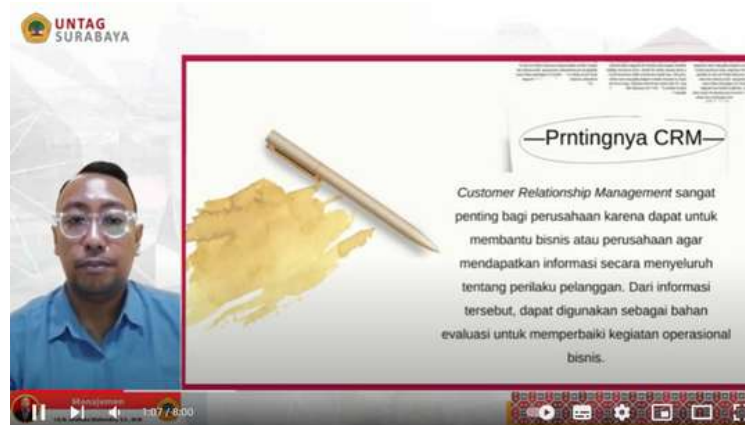 UNTAG
SURABAYA
—Prntingnya CRM—
Customer Relationship Management sangat
penting bagi perusahaan karena dapat untuk
membantu bisnis atau perusahaan agar
mendapatkan informasi secara menyeluruh
tentang perilaku pelanggan. Dari informasi
tersebut, dapat digunakan sebagai bahan
evaluasi untuk memperbaiki kegiatan operasional
bisnis.
Manajemen
1:07 / 8:00